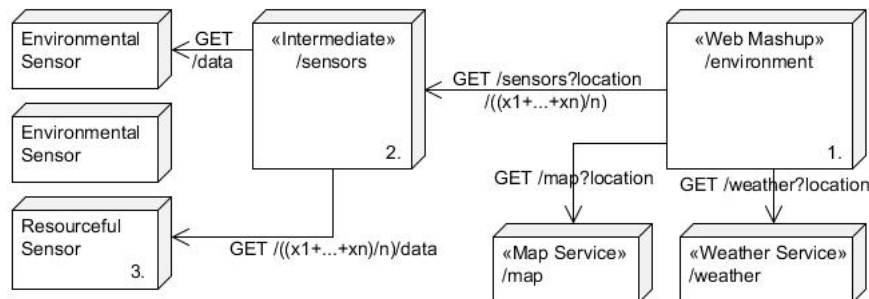 Environmental
Sensor
GET
/data
«Intermediate»
/sensors
2.
GET /sensors?location
/((x1+...+xn)/n)
«Web Mashup»
/environment
1.
Environmental
Sensor
Resourceful
Sensor
3.
GET /((x1+...+xn)/n)/data
GET /map?location
GET /weather?location
«Map Service»
/map
«Weather Service»
/weather